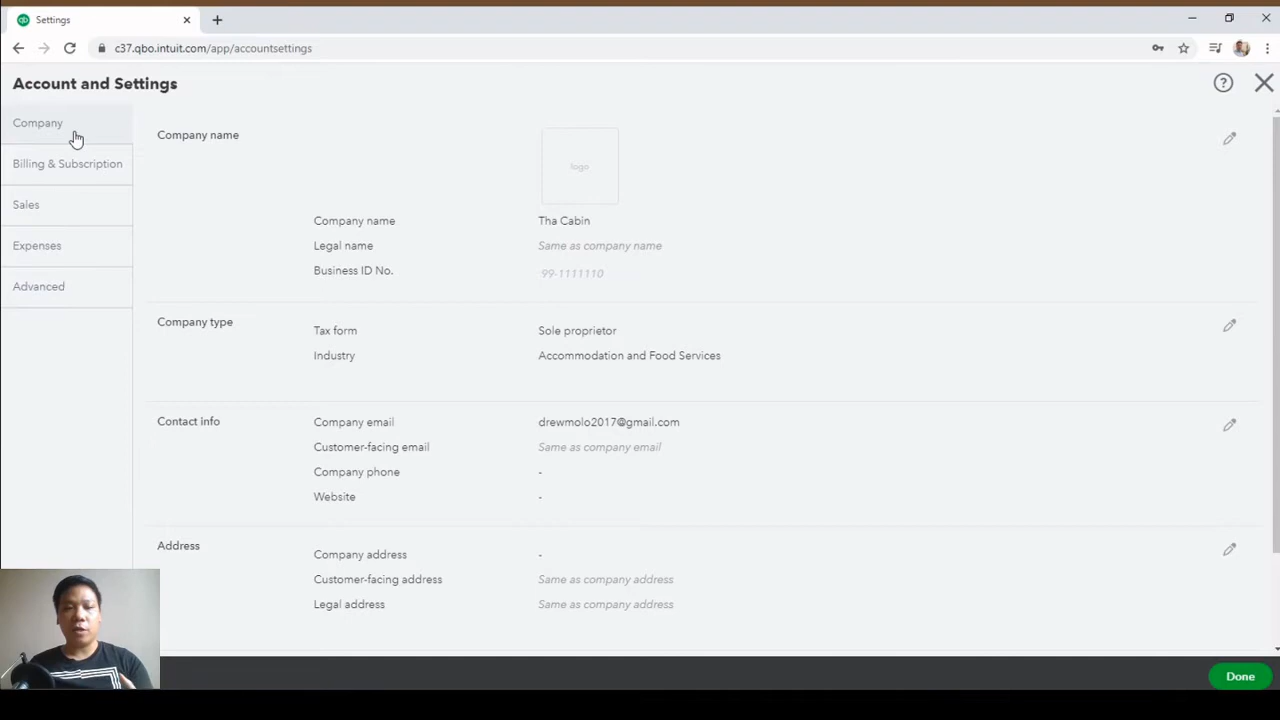 Settings
c37.qbo.intuit.com/app/accountsettings
Account and Settings
Company
Billing & Subscription
Sales
Expenses
Advanced
Company name
logo
Company name Tha Cabin
Legal name Same as company name
Business ID No. 99-1111110
Company type
Tax form Sole proprietor
Industry Accommodation and Food Services
Contact info
Company email drewmolo2017@gmail.com
Customer-facing email Same as company email
Company phone -
Website -
Address
Company address -
Customer-facing address Same as company address
Legal address Same as company address
Done